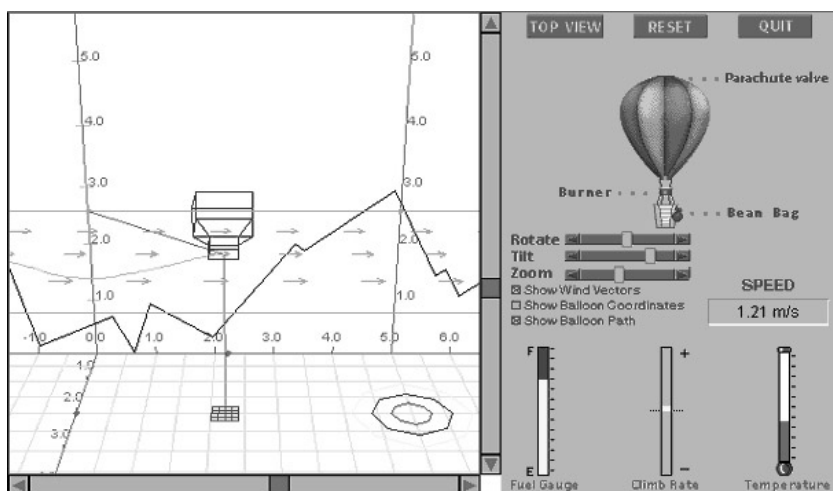 TOP VIEW RESET QUIT
Parachute valve
Burner
Bean Bag
Rotate
Tilt
Zoom
Show Wind Vectors
Show Balloon Coordinates
Show Balloon Path
SPEED
1.21 m/s
F
E
Fuel Gauge
+
−
Climb Rate
Temperature
5.0 5.0
4.0 4.0
3.0 3.0
2.0 2.0
1.0 1.0
-1.0 0.0 1.0 2.0 3.0 4.0 5.0 6.0
1.0
2.0
3.0